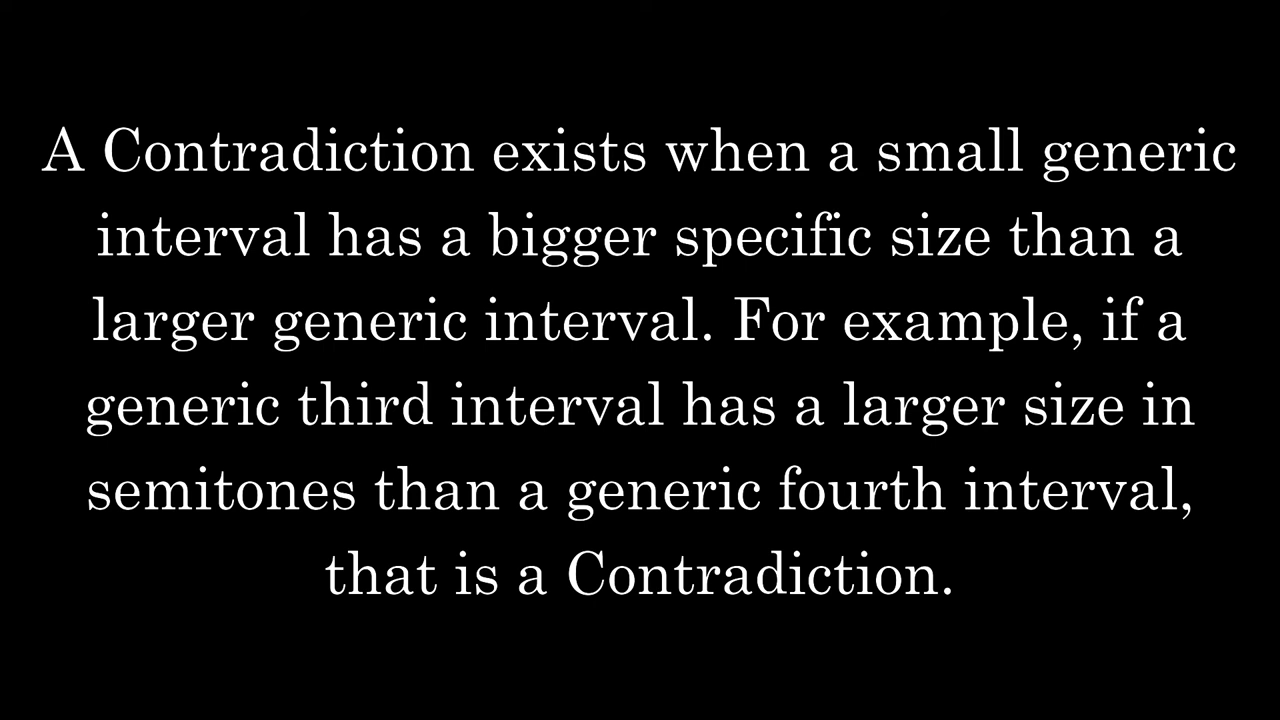 A Contradiction exists when a small generic
interval has a bigger specific size than a
larger generic interval. For example, if a
generic third interval has a larger size in
semitones than a generic fourth interval,
that is a Contradiction.